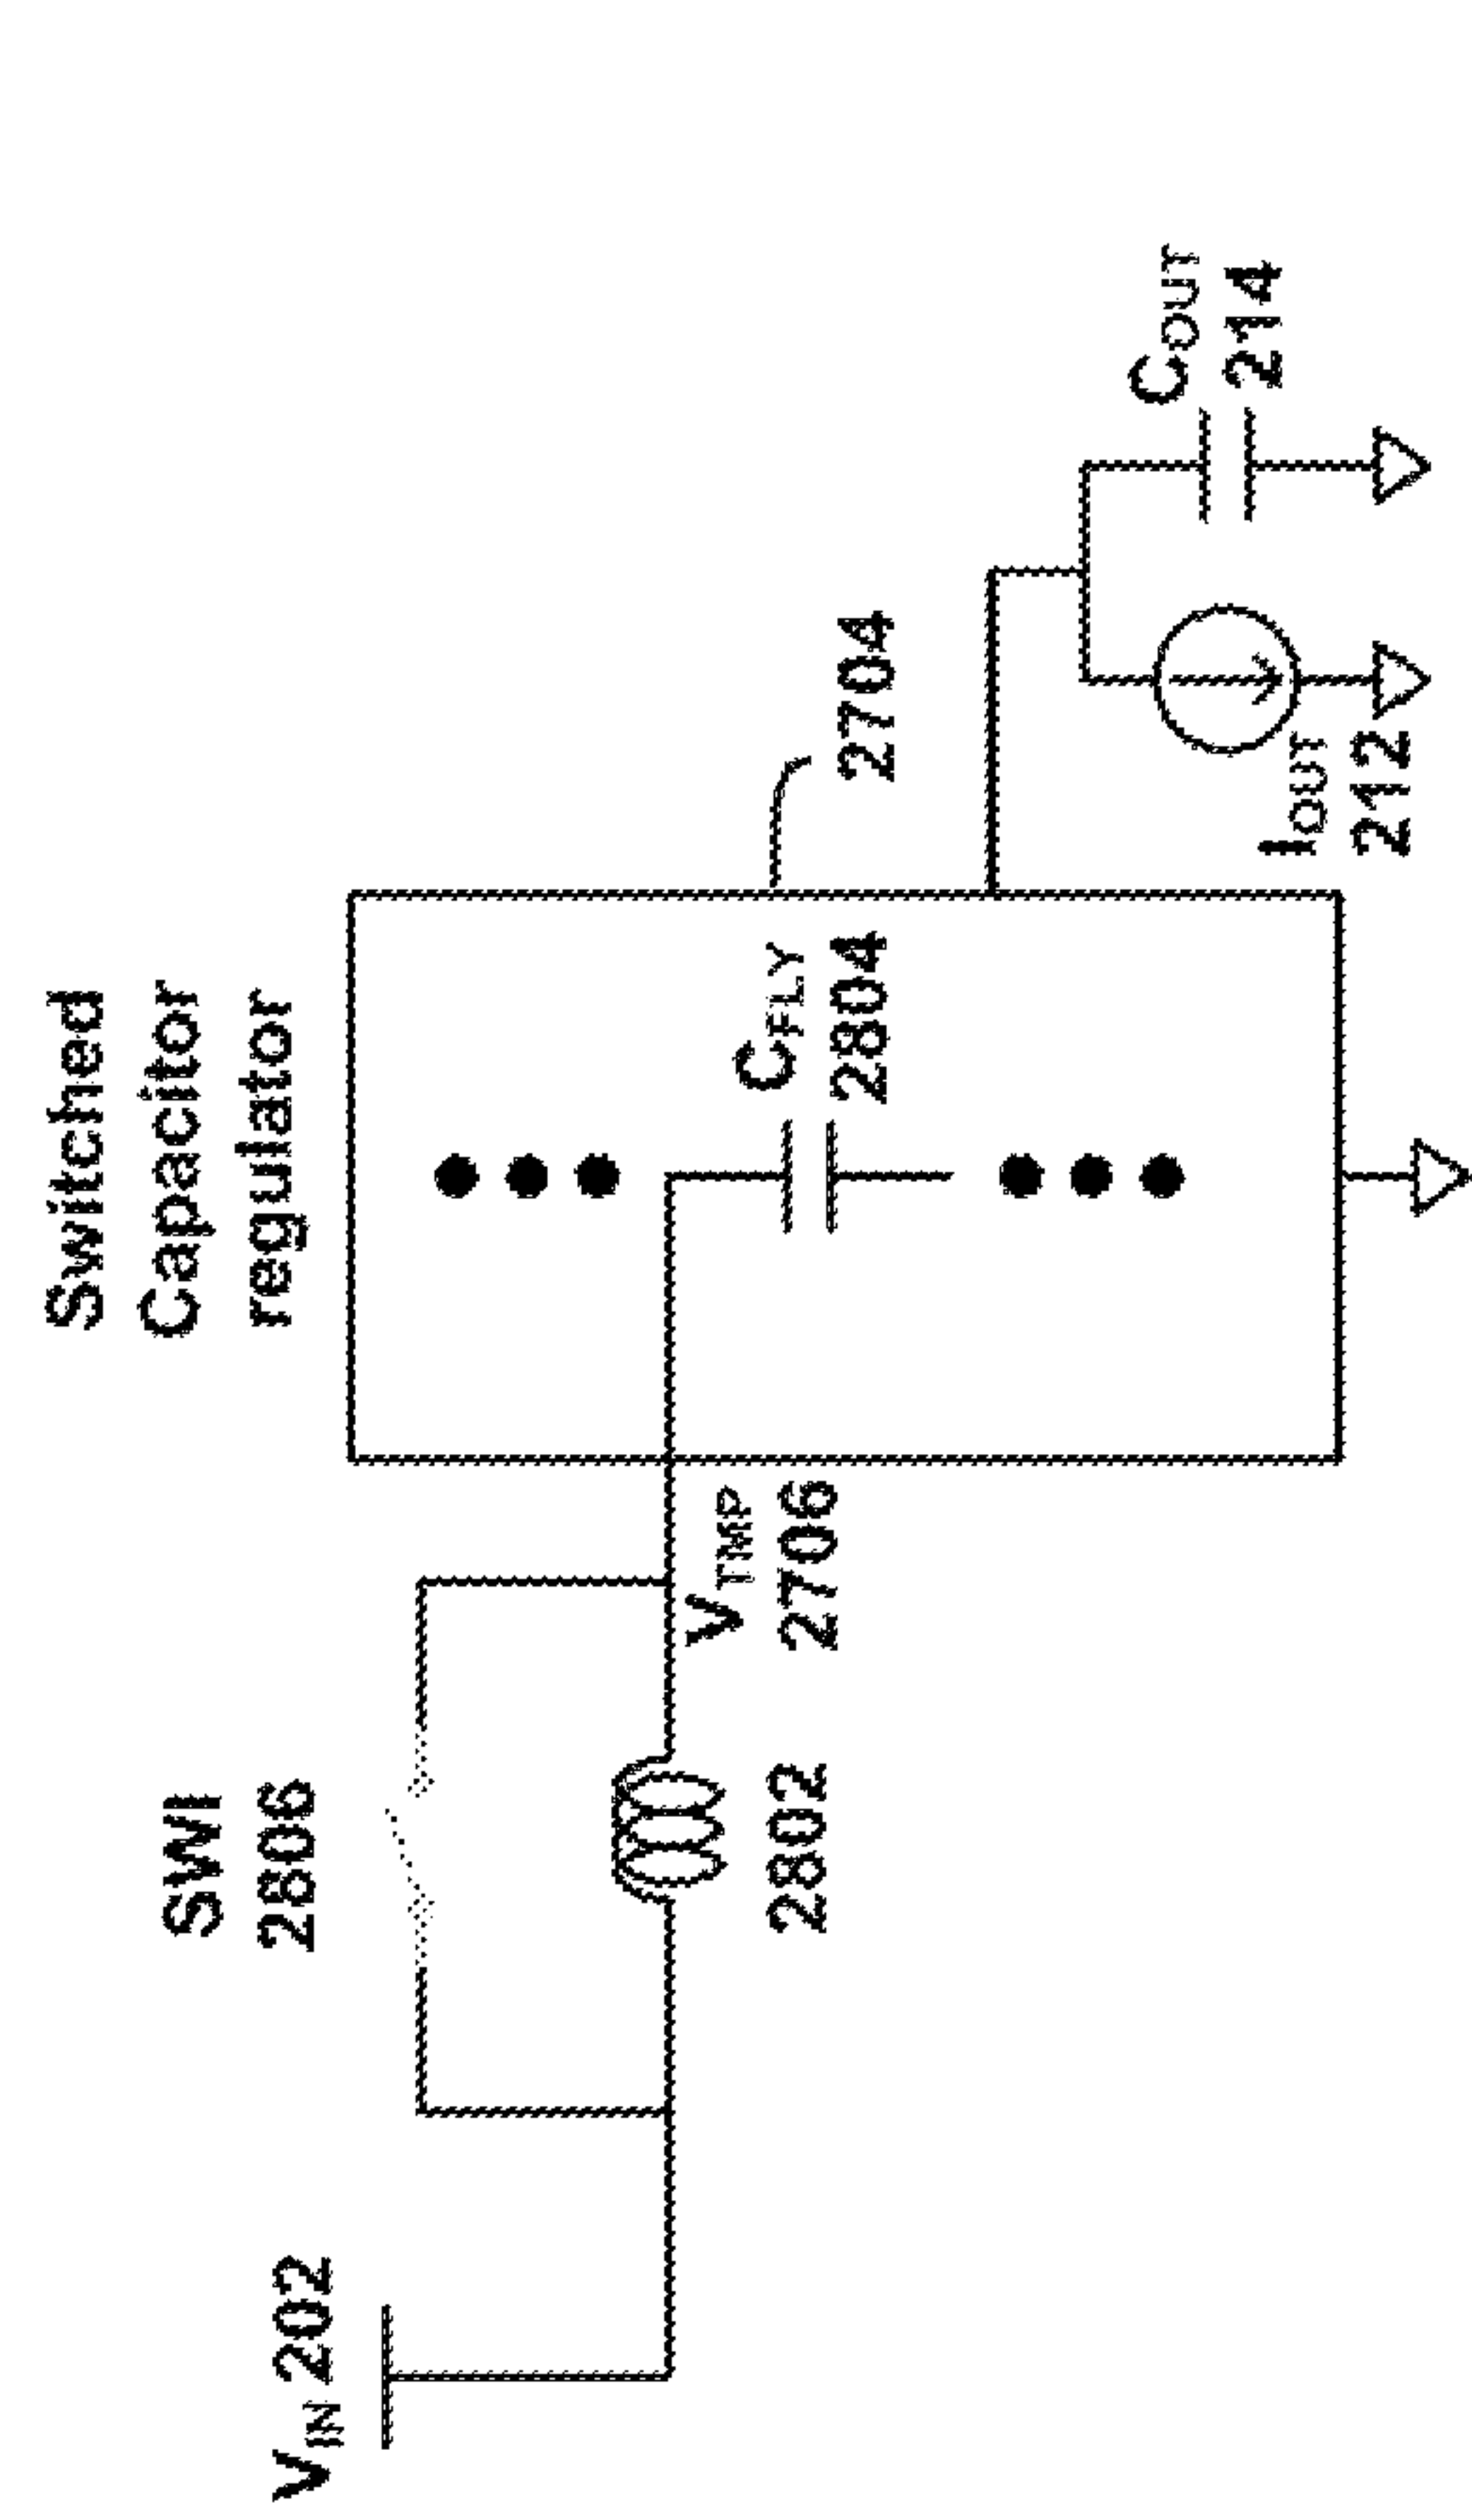 Switched
Capacitor
regulator
SWI
2806
VIN 202
VTMP
2706
2802
CFLY
2804
2704
IOUT
212
COUT
214